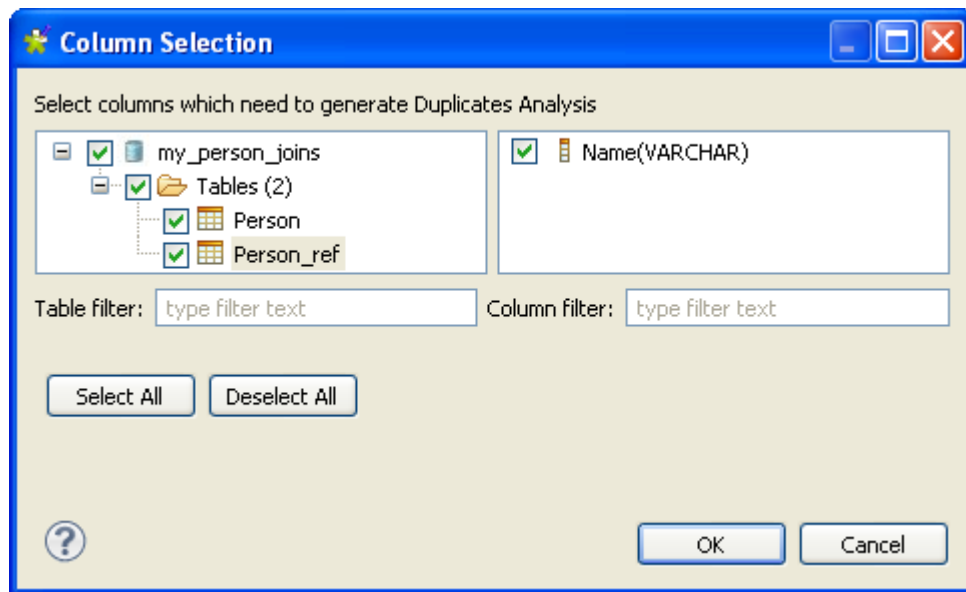 Column Selection
Select columns which need to generate Duplicates Analysis
my_person_joins
Name(VARCHAR)
Tables (2)
Person
Person_ref
Table filter: type filter text Column filter: type filter text
Select All Deselect All
? OK Cancel